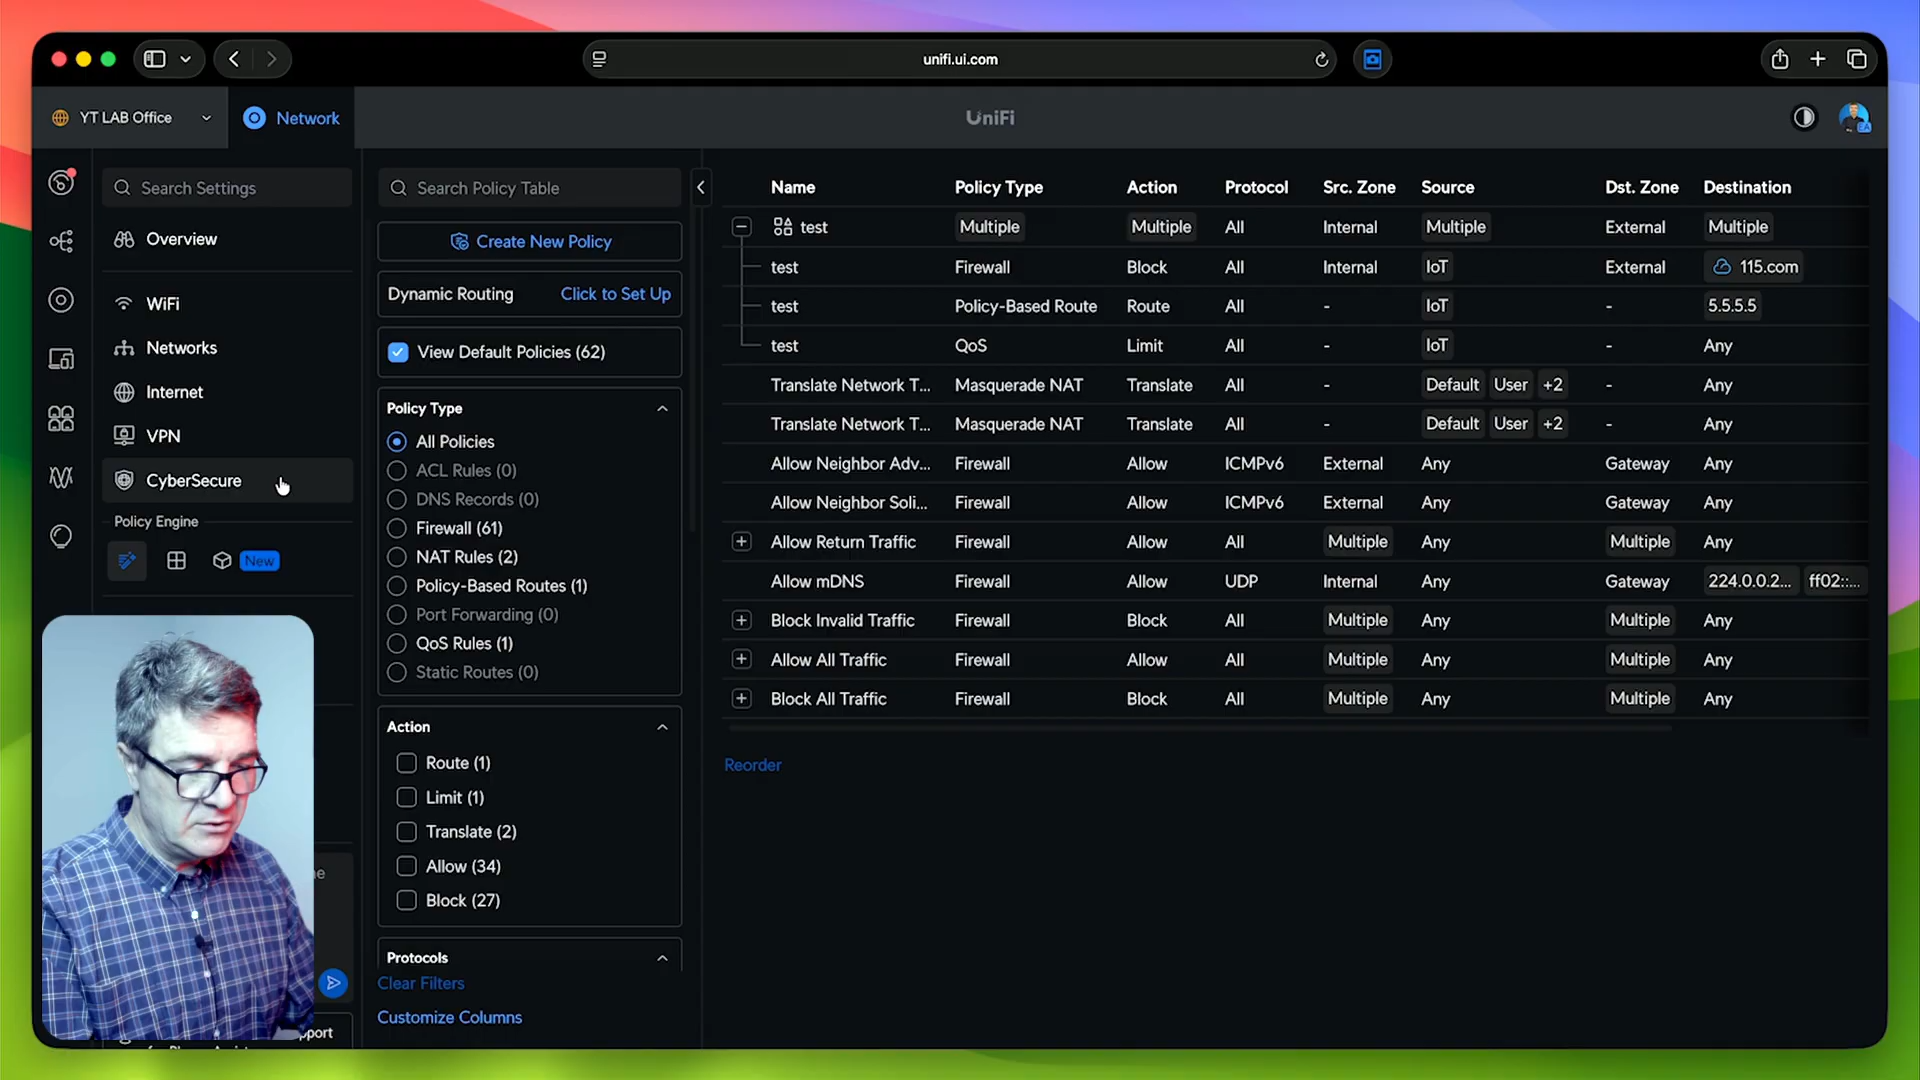 unifi.ui.com
YT LAB Office
Network
UniFi
EA
Search Settings
Overview
WiFi
Networks
Internet
VPN
CyberSecure
Policy Engine
New
Search Policy Table
Create New Policy
Dynamic Routing Click to Set Up
View Default Policies (62)
Policy Type
All Policies
ACL Rules (0)
DNS Records (0)
Firewall (61)
NAT Rules (2)
Policy-Based Routes (1)
Port Forwarding (0)
QoS Rules (1)
Static Routes (0)
Action
Route (1)
Limit (1)
Translate (2)
Allow (34)
Block (27)
Protocols
Clear Filters
Customize Columns
Name Policy Type Action Protocol Src. Zone Source Dst. Zone Destination
test Multiple Multiple All Internal Multiple External Multiple
test Firewall Block All Internal IoT External 115.com
test Policy-Based Route Route All - IoT - 5.5.5.5
test QoS Limit All - IoT - Any
Translate Network T... Masquerade NAT Translate All - Default User +2 - Any
Translate Network T... Masquerade NAT Translate All - Default User +2 - Any
Allow Neighbor Adv... Firewall Allow ICMPv6 External Any Gateway Any
Allow Neighbor Soli... Firewall Allow ICMPv6 External Any Gateway Any
Allow Return Traffic Firewall Allow All Multiple Any Multiple Any
Allow mDNS Firewall Allow UDP Internal Any Gateway 224.0.0.2... ff02::...
Block Invalid Traffic Firewall Block All Multiple Any Multiple Any
Allow All Traffic Firewall Allow All Multiple Any Multiple Any
Block All Traffic Firewall Block All Multiple Any Multiple Any
Reorder